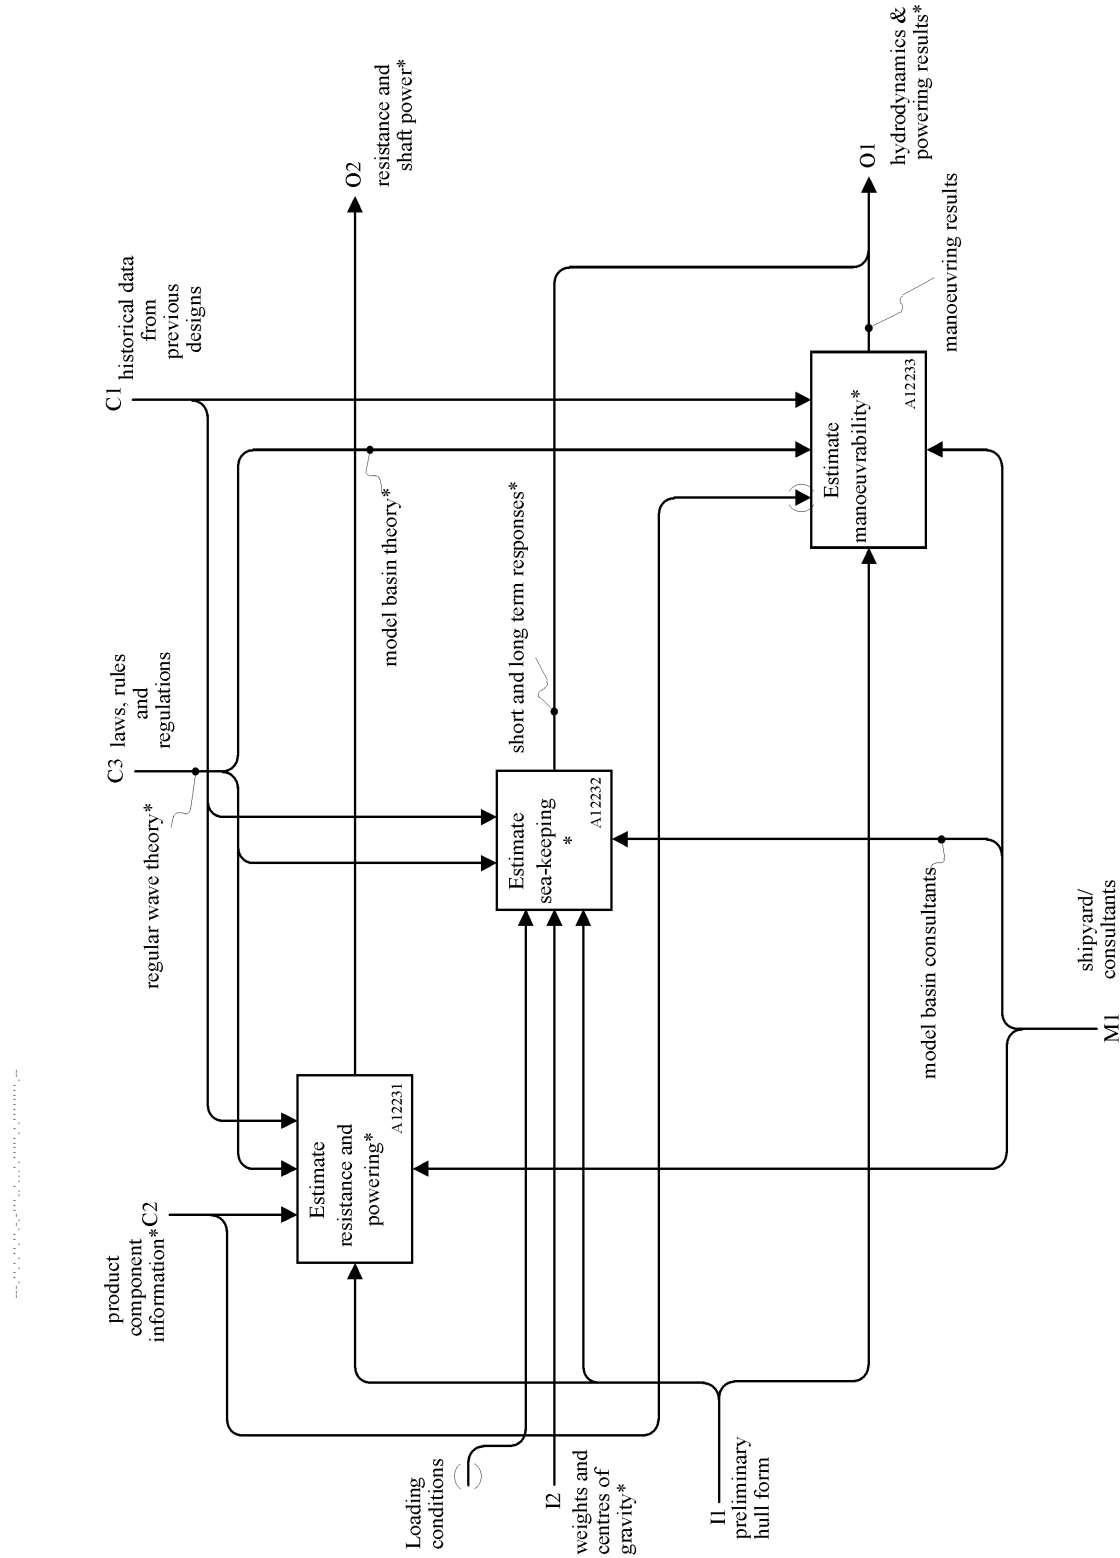 C1 historical data
from
previous
designs
C3 laws, rules
and
regulations
product
component
information*C2
regular wave theory*
O2 resistance and
shaft power*
Estimate
resistance and
powering*
A12231
model basin theory*
short and long term responses*
Estimate
sea-keeping
*
A12232
Loading
conditions
I2
weights and
centres of
gravity*
Estimate
manoeuvrability*
A12233
O1
hydrodynamics &
powering results*
manoeuvring results
I1
preliminary
hull form
model basin consultants
M1 shipyard/
consultants